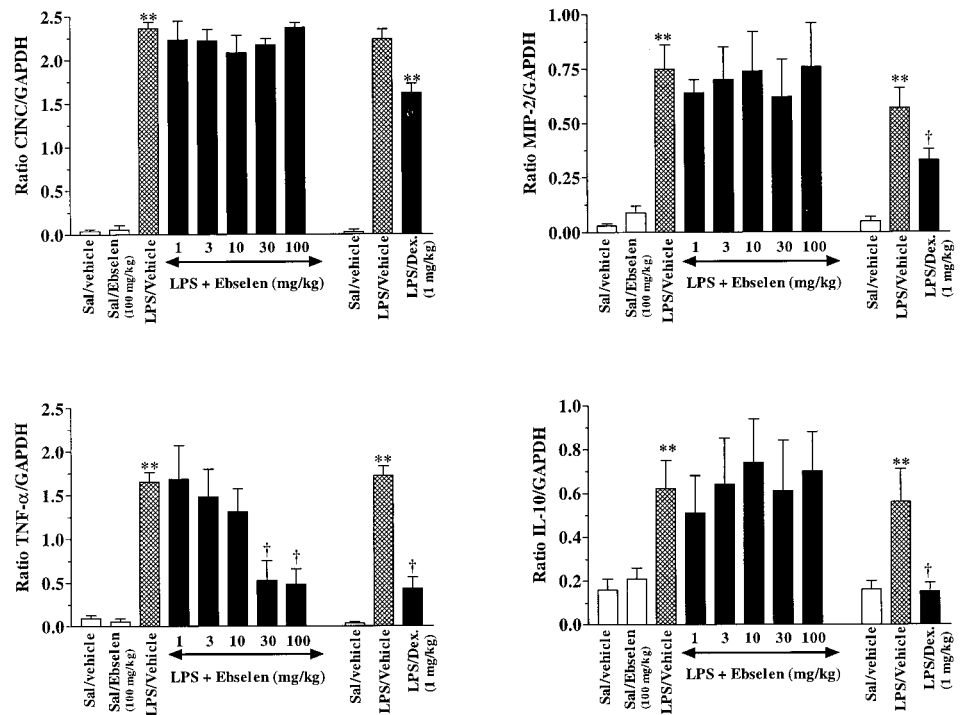 Ratio CINC/GAPDH
2.5
2.0
1.5
1.0
0.5
0.0
**
**
Sal/vehicle
Sal/Ebselen
(100 mg/kg)
LPS/Vehicle
1 3 10 30 100
LPS + Ebselen (mg/kg)
Sal/vehicle
LPS/Vehicle
LPS/Dex.
(1 mg/kg)
Ratio MIP-2/GAPDH
1.00
0.75
0.50
0.25
0.00
**
**
†
Sal/vehicle
Sal/Ebselen
(100 mg/kg)
LPS/Vehicle
1 3 10 30 100
LPS + Ebselen (mg/kg)
Sal/vehicle
LPS/Vehicle
LPS/Dex.
(1 mg/kg)
Ratio TNF-α/GAPDH
2.5
2.0
1.5
1.0
0.5
0.0
**
†
†
**
†
Sal/vehicle
Sal/Ebselen
(100 mg/kg)
LPS/Vehicle
1 3 10 30 100
LPS + Ebselen (mg/kg)
Sal/vehicle
LPS/Vehicle
LPS/Dex.
(1 mg/kg)
Ratio IL-10/GAPDH
1.0
0.8
0.6
0.4
0.2
0.0
**
**
†
Sal/vehicle
Sal/Ebselen
(100 mg/kg)
LPS/Vehicle
1 3 10 30 100
LPS + Ebselen (mg/kg)
Sal/vehicle
LPS/Vehicle
LPS/Dex.
(1 mg/kg)